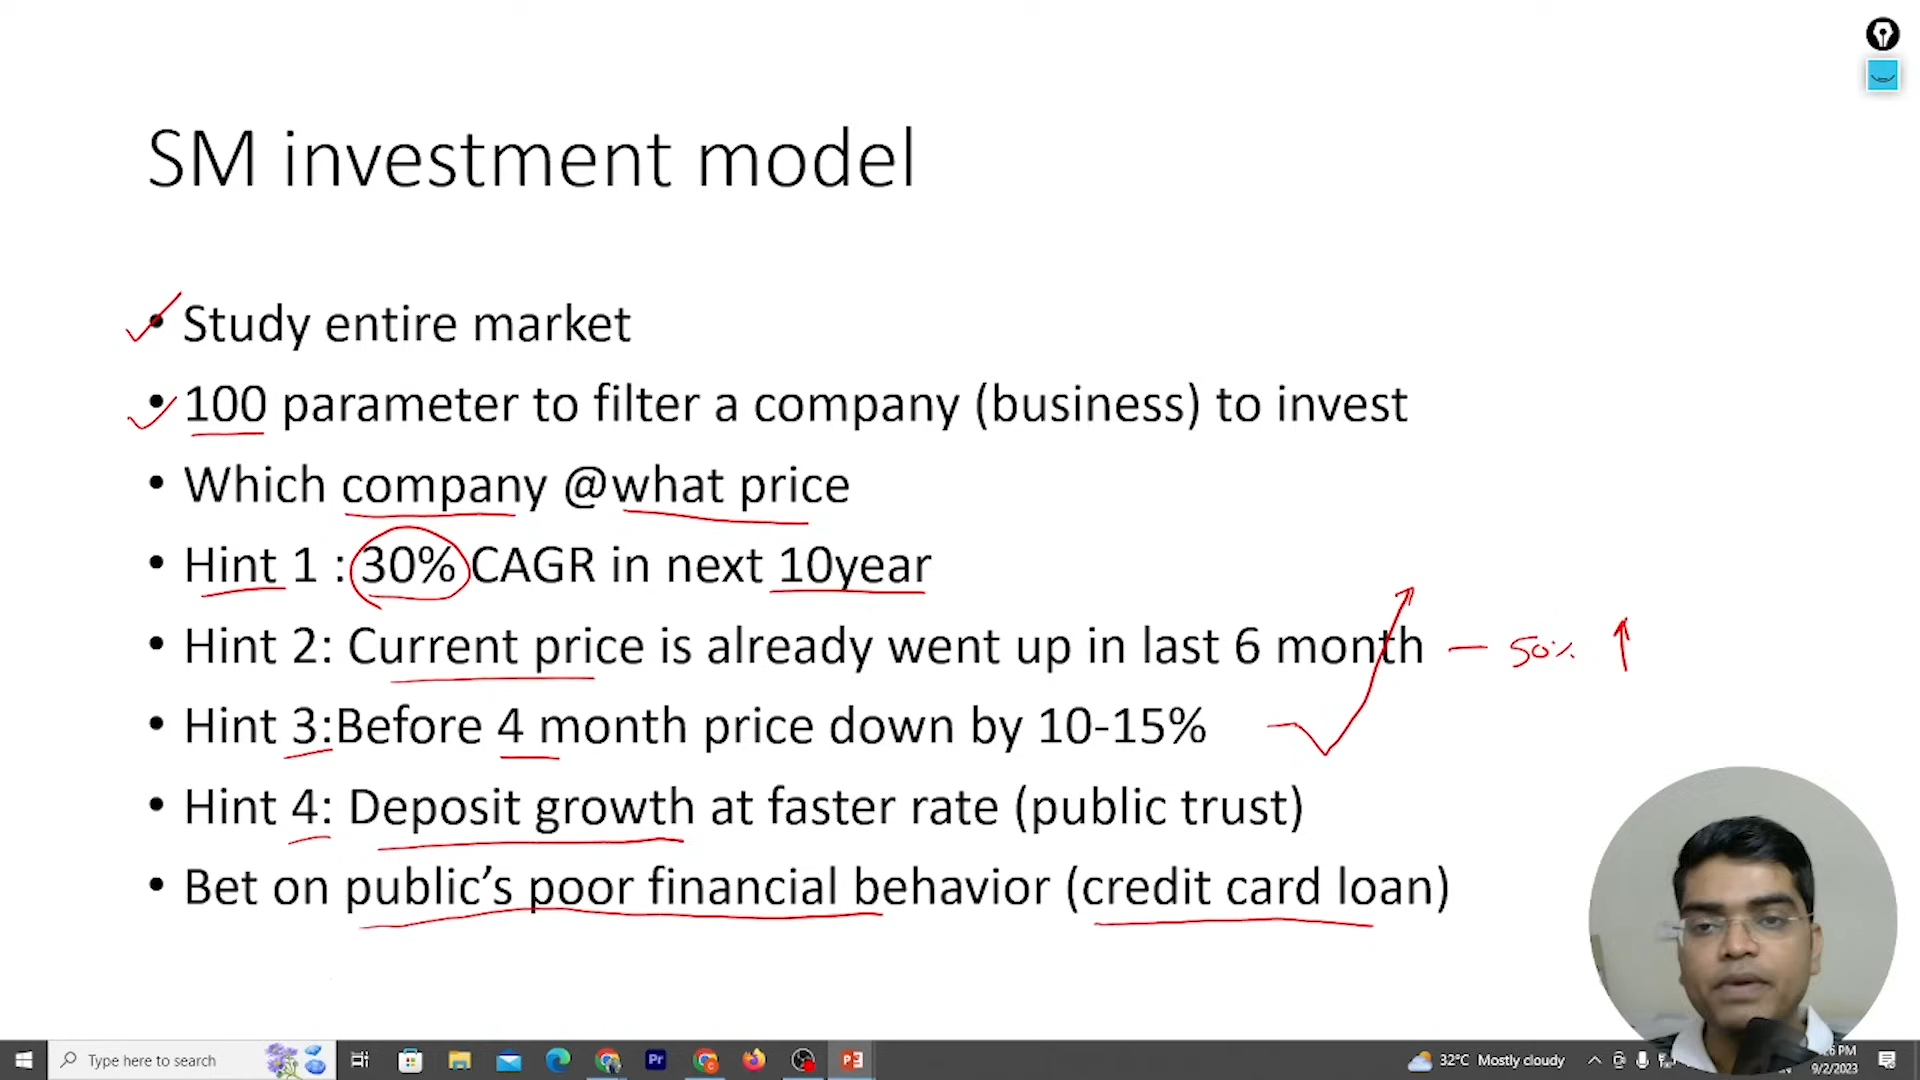 SM investment model
• Study entire market
• 100 parameter to filter a company (business) to invest
• Which company @what price
• Hint 1 : 30% CAGR in next 10year
• Hint 2: Current price is already went up in last 6 month — 50% ↑
• Hint 3:Before 4 month price down by 10-15%
• Hint 4: Deposit growth at faster rate (public trust)
• Bet on public’s poor financial behavior (credit card loan)
Type here to search
Pr
32°C Mostly cloudy
PM
9/2/2023